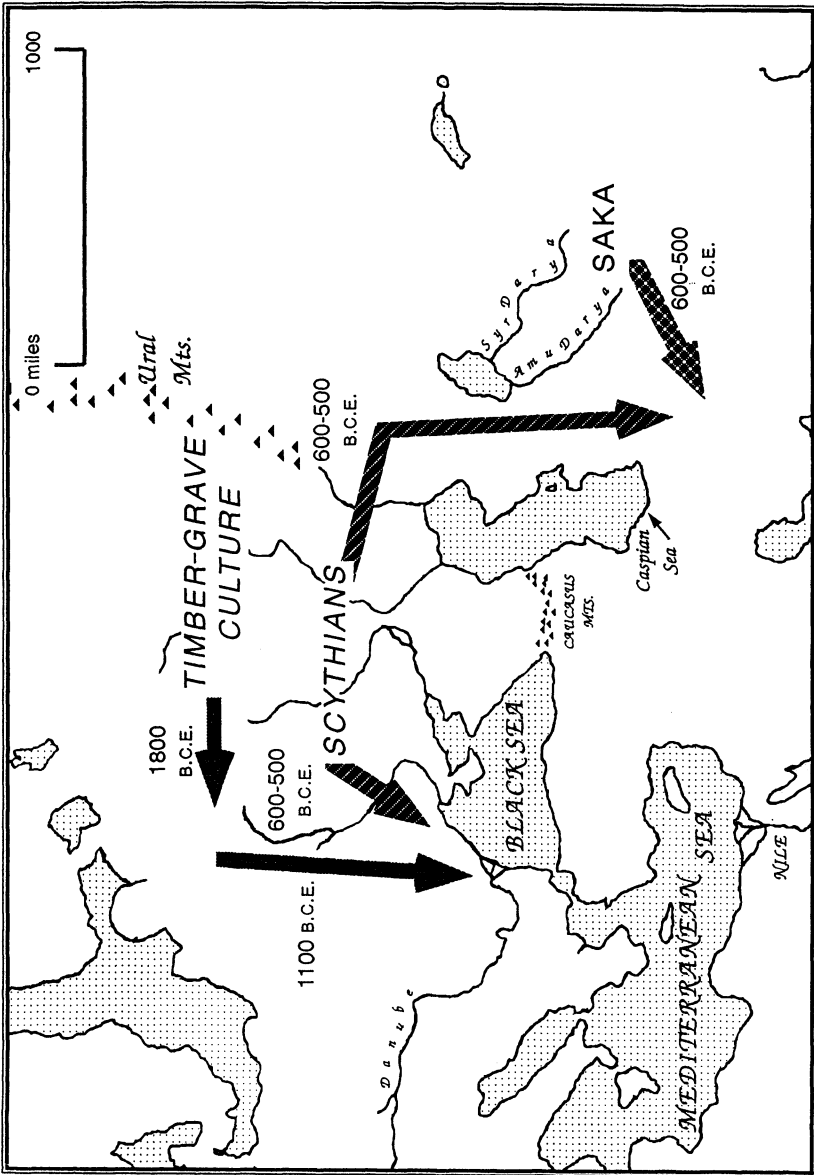 0 miles
1000
Ural
Mts.
TIMBER-GRAVE
CULTURE
1800
B.C.E.
600-500
B.C.E.
600-500
B.C.E.
SCYTHIANS
1100 B.C.E.
Danube
Syr Darya
Amu Darya
SAKA
600-500
B.C.E.
BLACK SEA
CAUCASUS
MTS.
Caspian
Sea
MEDITERRANEAN SEA
NILE